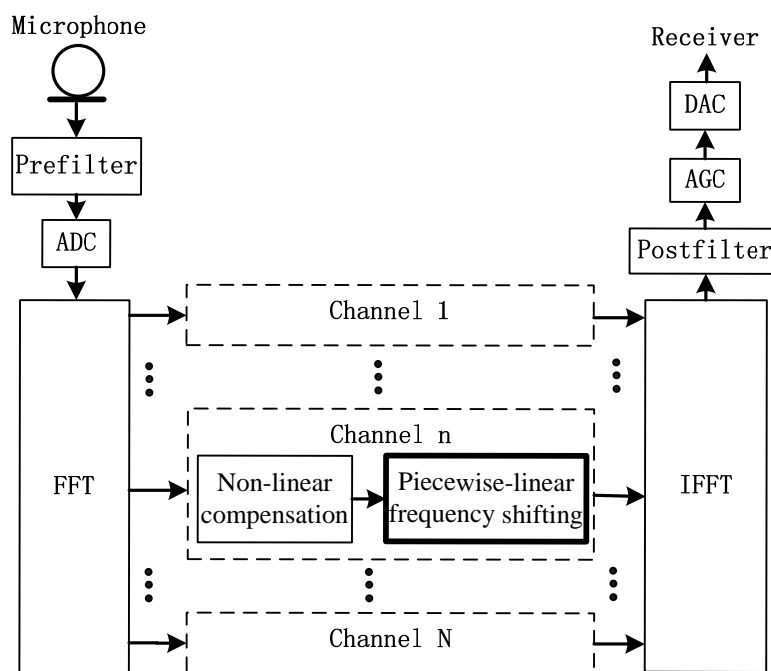 Microphone
Receiver
DAC
Prefilter
AGC
ADC
Postfilter
Channel 1
Channel n
FFT
Non-linear
compensation
Piecewise-linear
frequency shifting
IFFT
Channel N